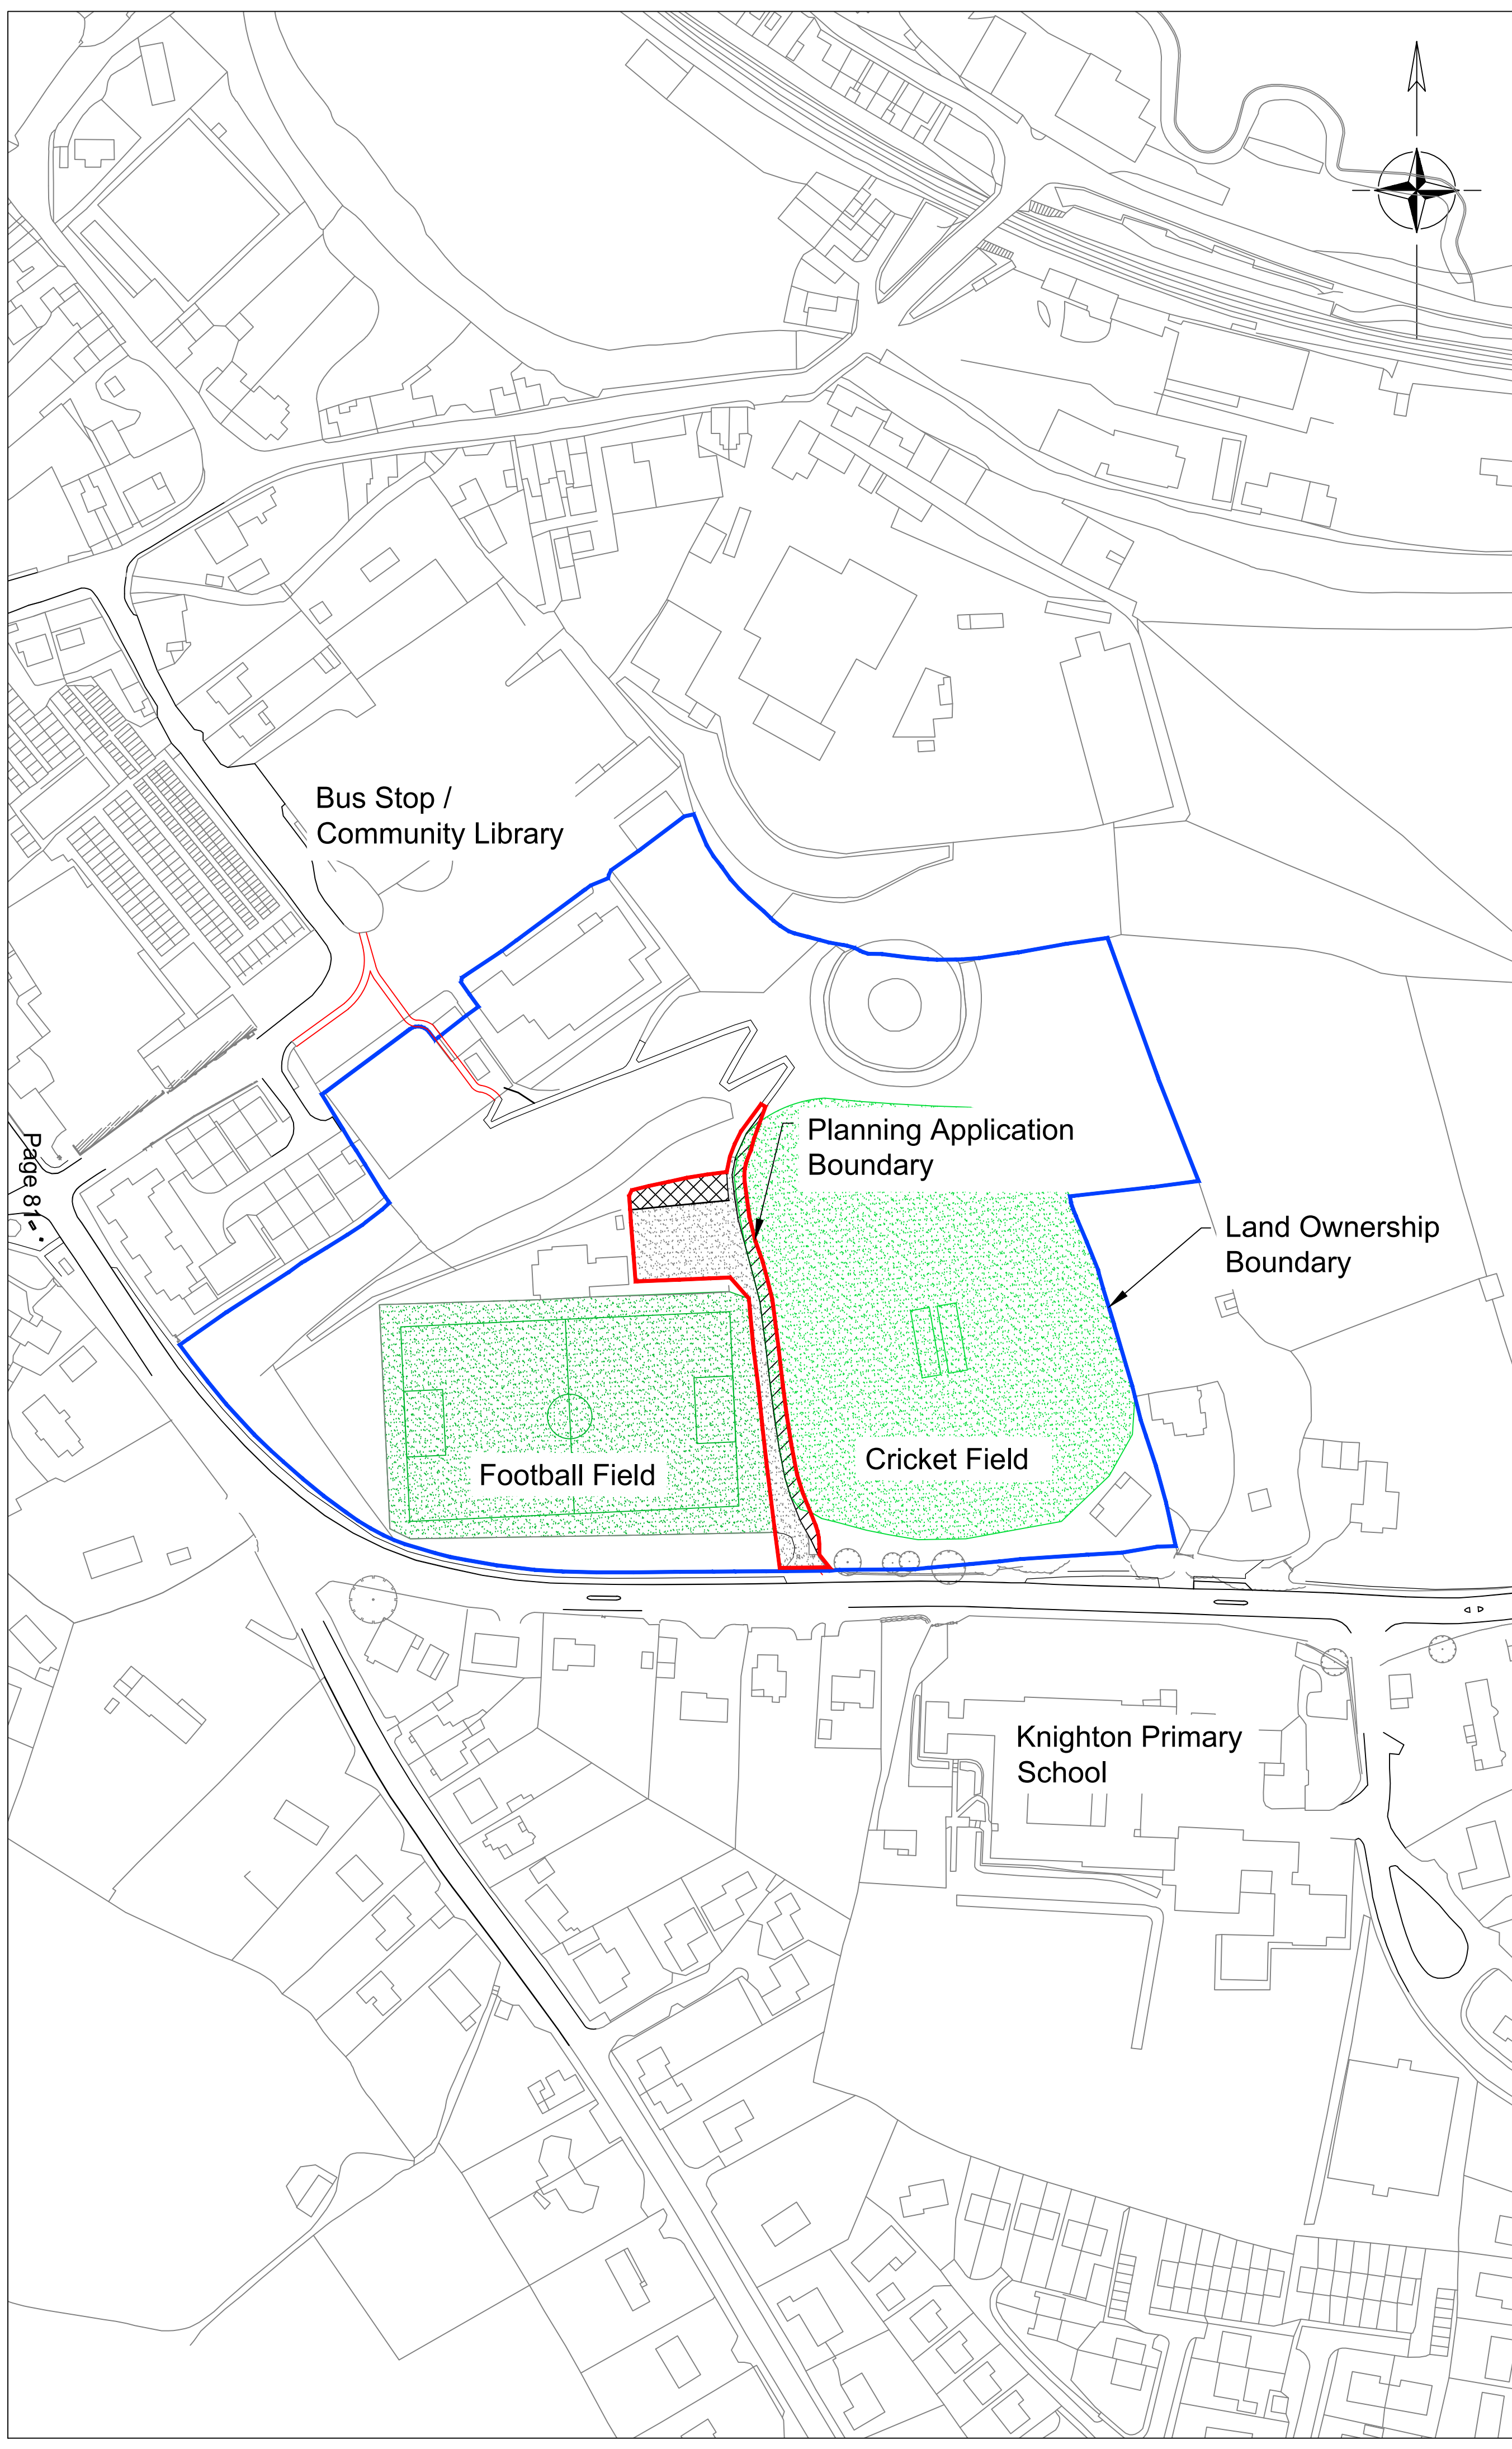 Bus Stop /
Community Library
Planning Application
Boundary
Land Ownership
Boundary
Page 81
Cricket Field
Football Field
Knighton Primary
School